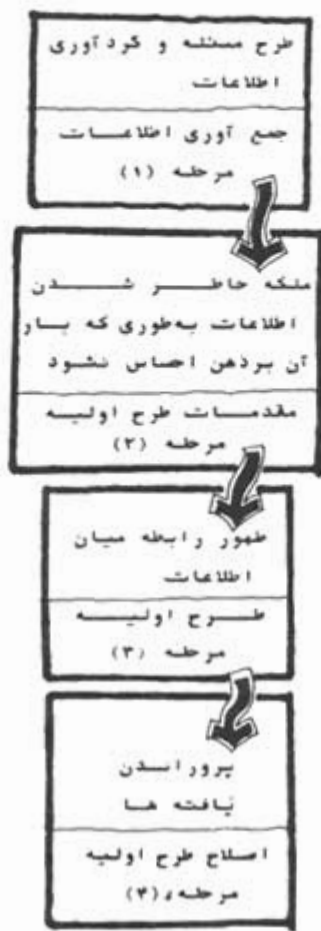 طرح مسئله و گردآوری
اطلاعات
جمع آوری اطلاعات
مرحله (۱)
ملکه خاطر شدن
اطلاعات به‌طوری که بار
آن برذهن احساس نشود
مقدمات طرح اولیه
مرحله (۲)
ظهور رابطه میان
اطلاعات
طرح اولیه
مرحله (۳)
پروراندن
یافته ها
اصلاح طرح اولیه
مرحله (۴)